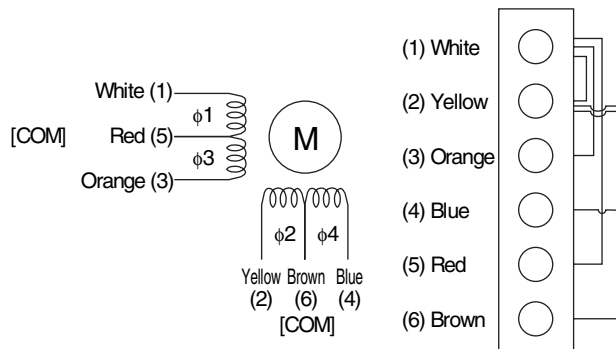 White (1)
φ1
[COM]
Red (5)
φ3
Orange (3)
M
φ2
φ4
Yellow Brown Blue
(2) (6) (4)
[COM]
(1) White
(2) Yellow
(3) Orange
(4) Blue
(5) Red
(6) Brown